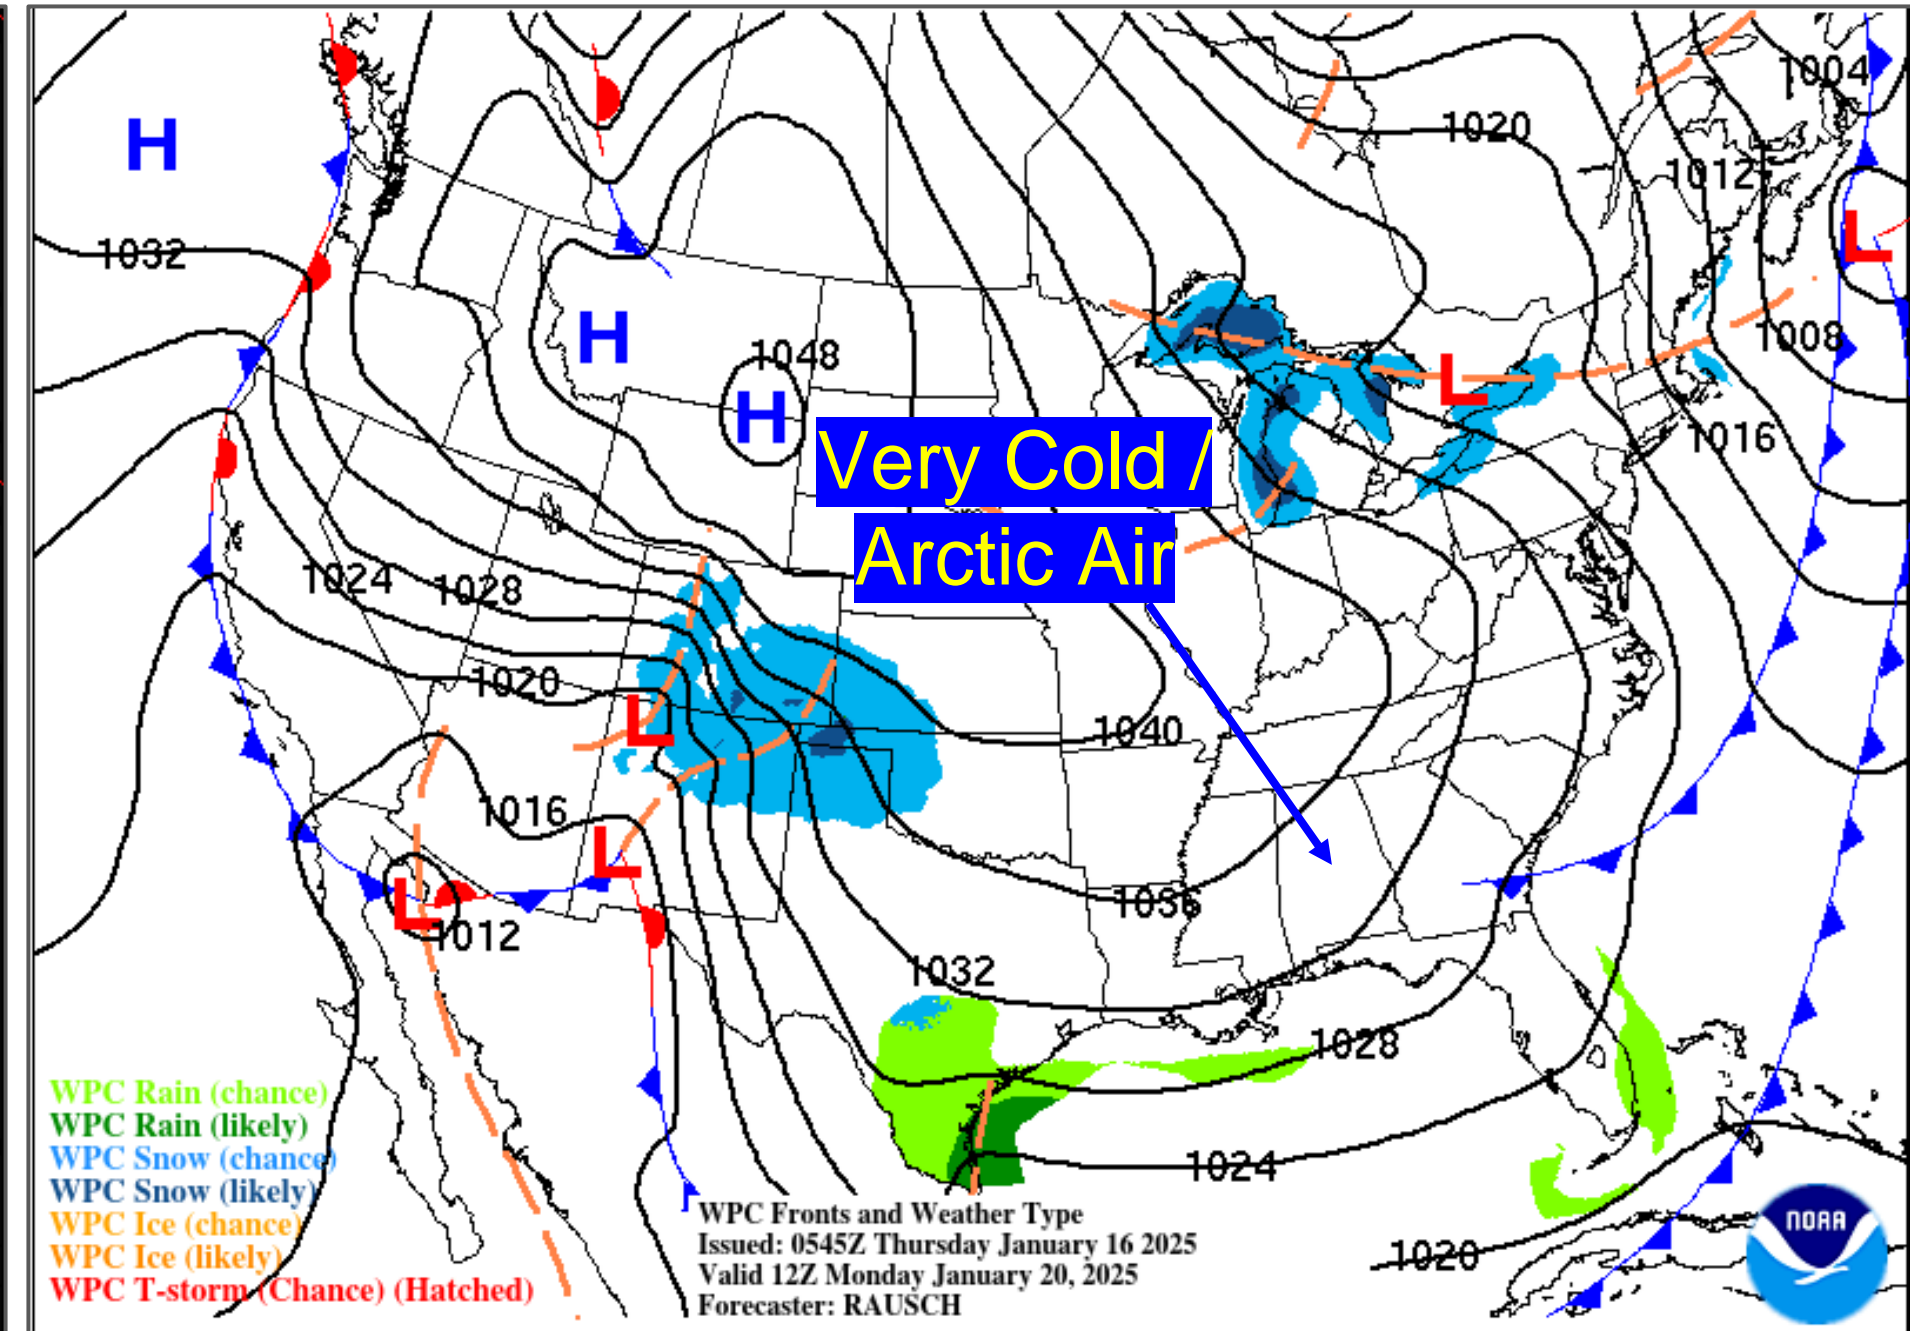 1004
H
1020
1012
L
1032
H
1048
1008
H
L
Very Cold /
1016
Arctic Air
1024
1028
1020
L
1040
1016
L
L
1036
1012
1032
1028
WPC Rain (chance)
WPC Rain (likely)
WPC Snow (chance)
WPC Snow (likely)
WPC Ice (chance)
WPC Ice (likely)
WPC T-storm (Chance) (Hatched)
1024
WPC Fronts and Weather Type
Issued: 0545Z Thursday January 16 2025
Valid 12Z Monday January 20, 2025
Forecaster: RAUSCH
1020
NOAA